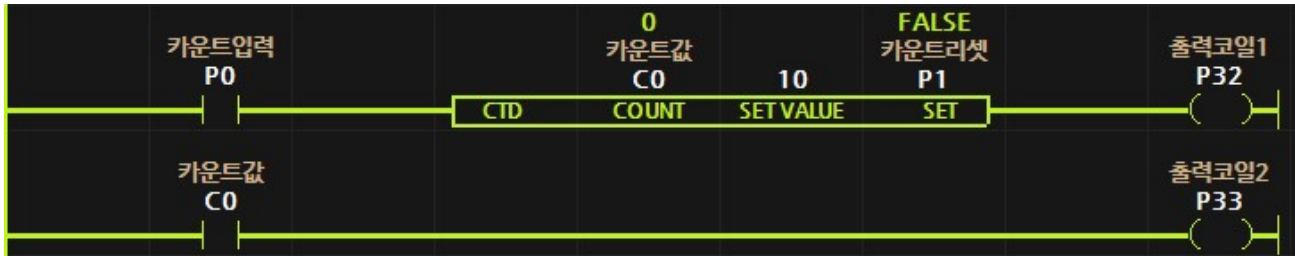 0 FALSE
카운트입력 카운트값 카운트리셋 출력코일1
P0 C0 10 P1 P32
CTD COUNT SET VALUE SET
카운트값 출력코일2
C0 P33